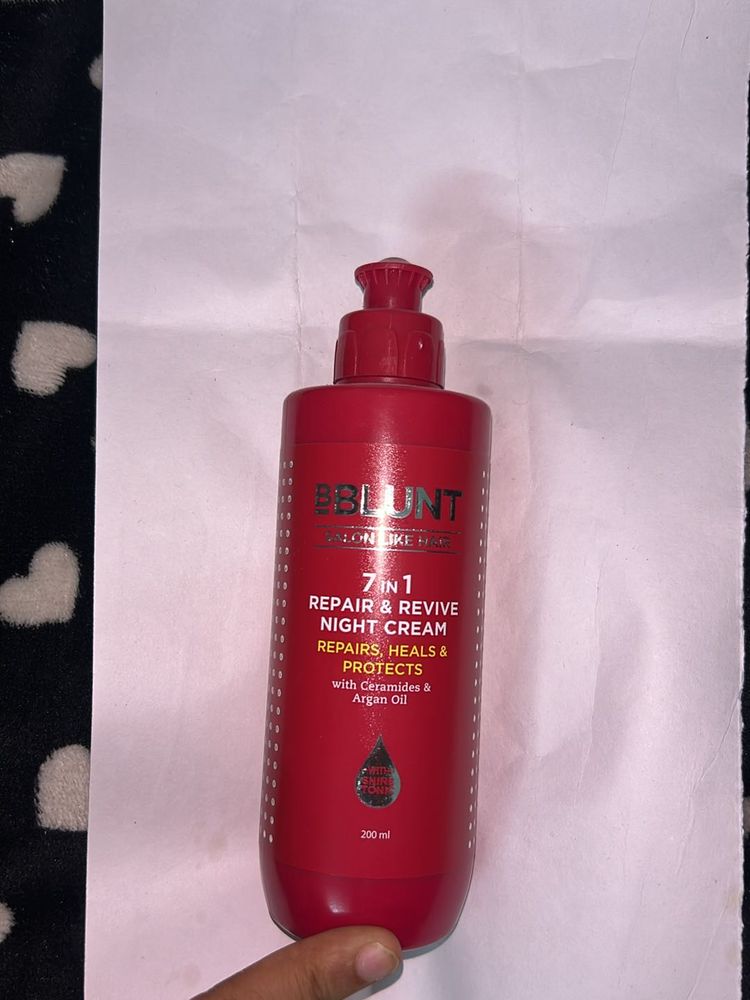 BBLUNT
SALON LIKE HAIR
7 IN 1
REPAIR & REVIVE
NIGHT CREAM
REPAIRS, HEALS &
PROTECTS
with Ceramides &
Argan Oil
WITH
SHINE
TONIC
200 ml